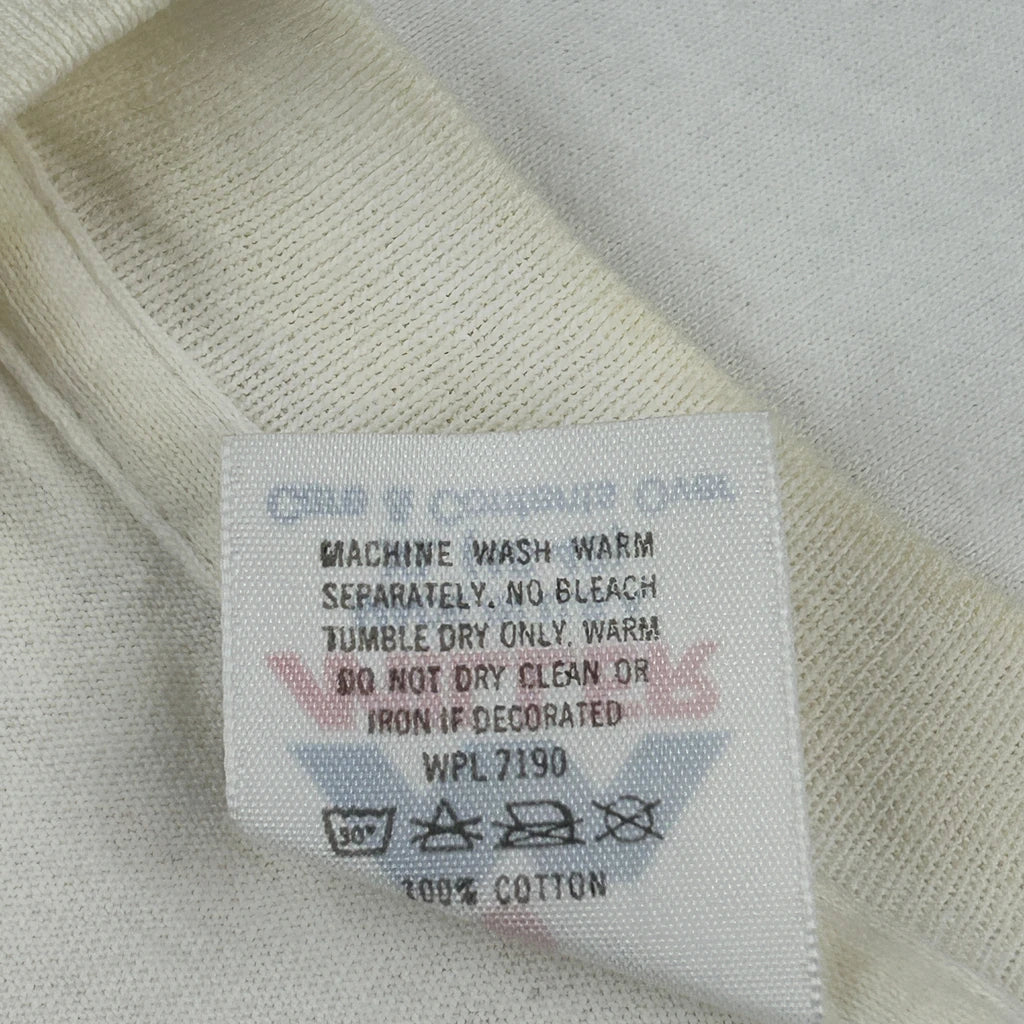 MACHINE WASH WARM
SEPARATELY. NO BLEACH
TUMBLE DRY ONLY. WARM
DO NOT DRY CLEAN OR
IRON IF DECORATED
WPL 7190
30°
100% COTTON